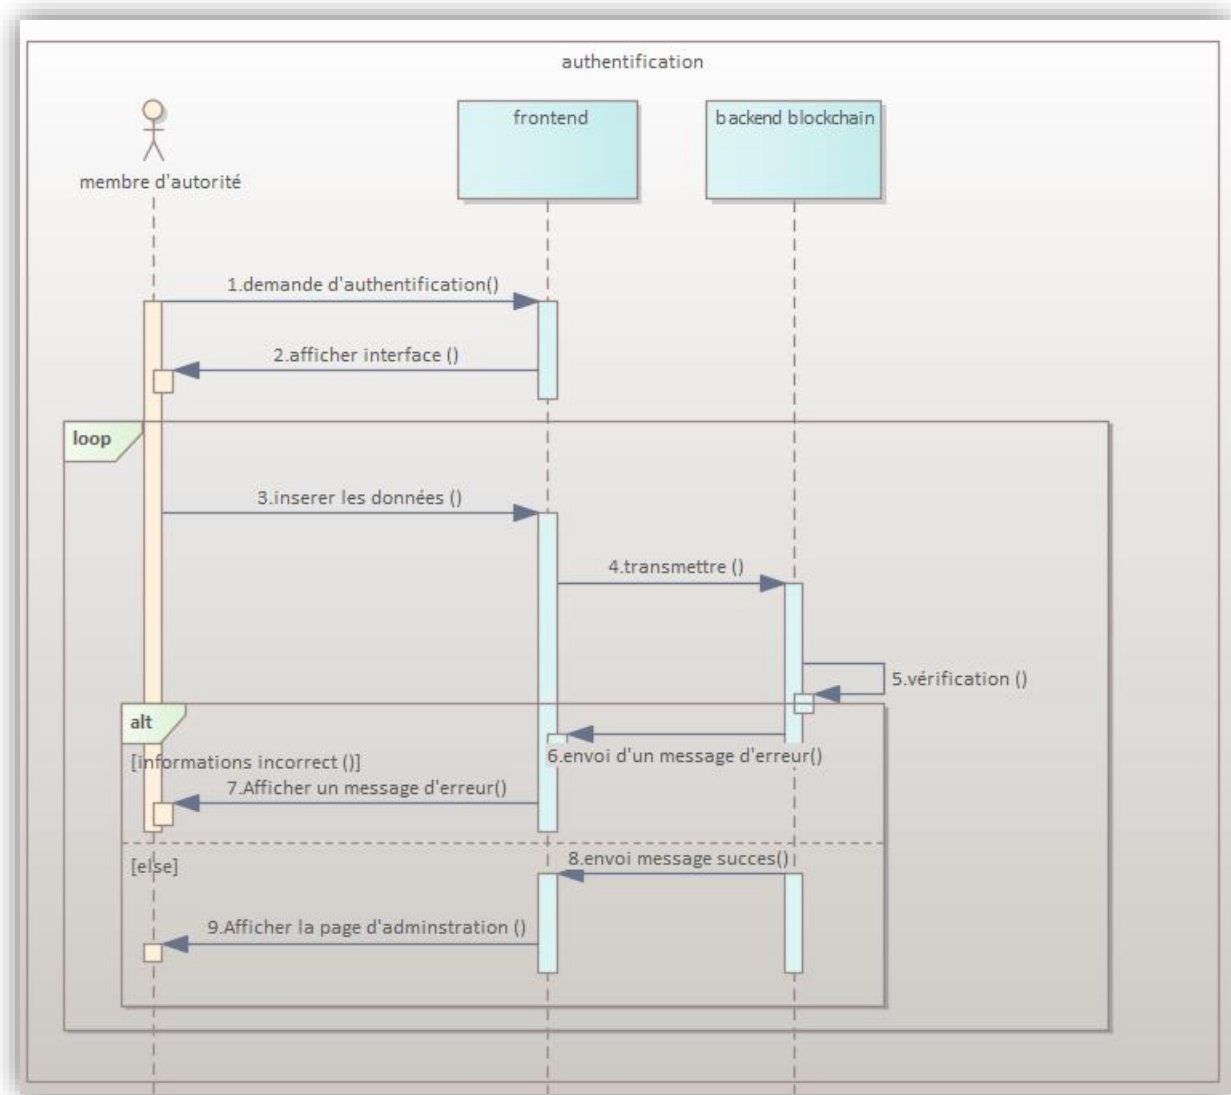 authentification
frontend
backend blockchain
membre d'autorité
1.demande d'authentification()
2.afficher interface ()
loop
3.inserer les données ()
4.transmettre ()
5.vérification ()
alt
6.envoi d'un message d'erreur()
[informations incorrect ()]
7.Afficher un message d'erreur()
[else]
8.envoi message succes()
9.Afficher la page d'adminstration ()